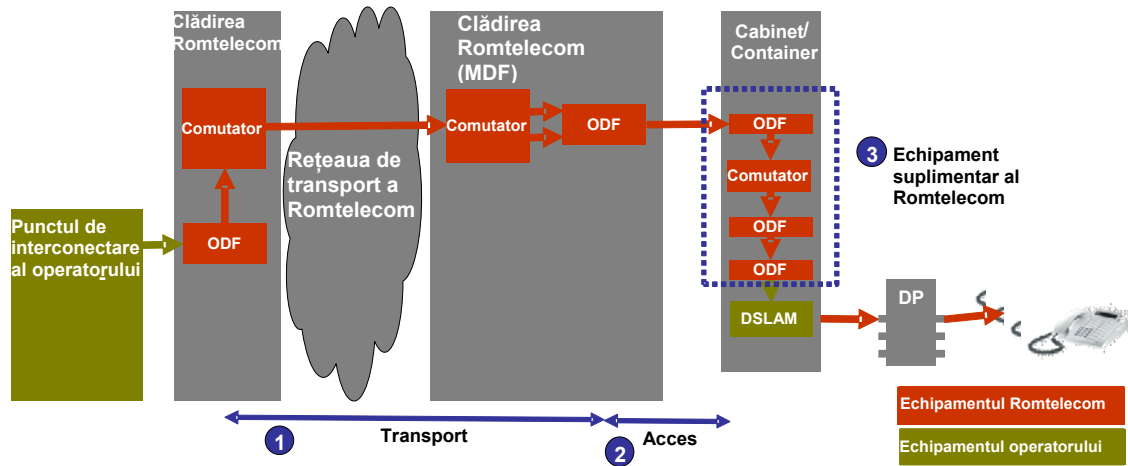 Clădirea
Romtelecom
Comutator
ODF
Punctul de
interconectare
al operatorului
Rețeaua de
transport a
Romtelecom
Clădirea
Romtelecom
(MDF)
Comutator
ODF
Cabinet/
Container
ODF
Comutator
ODF
ODF
DSLAM
3
Echipament
suplimentar al
Romtelecom
DP
1
Transport
2
Acces
Echipamentul Romtelecom
Echipamentul operatorului